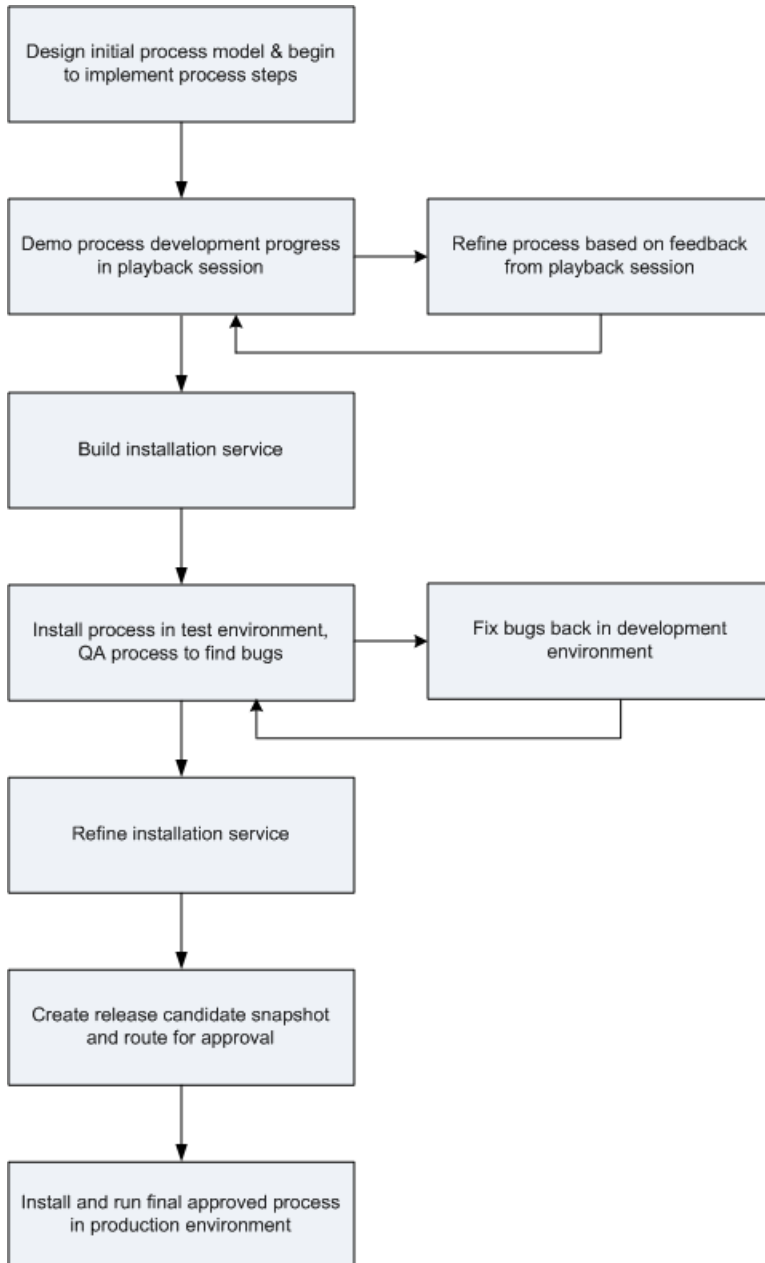 Design initial process model & begin
to implement process steps
Demo process development progress
in playback session
Refine process based on feedback
from playback session
Build installation service
Install process in test environment,
QA process to find bugs
Fix bugs back in development
environment
Refine installation service
Create release candidate snapshot
and route for approval
Install and run final approved process
in production environment